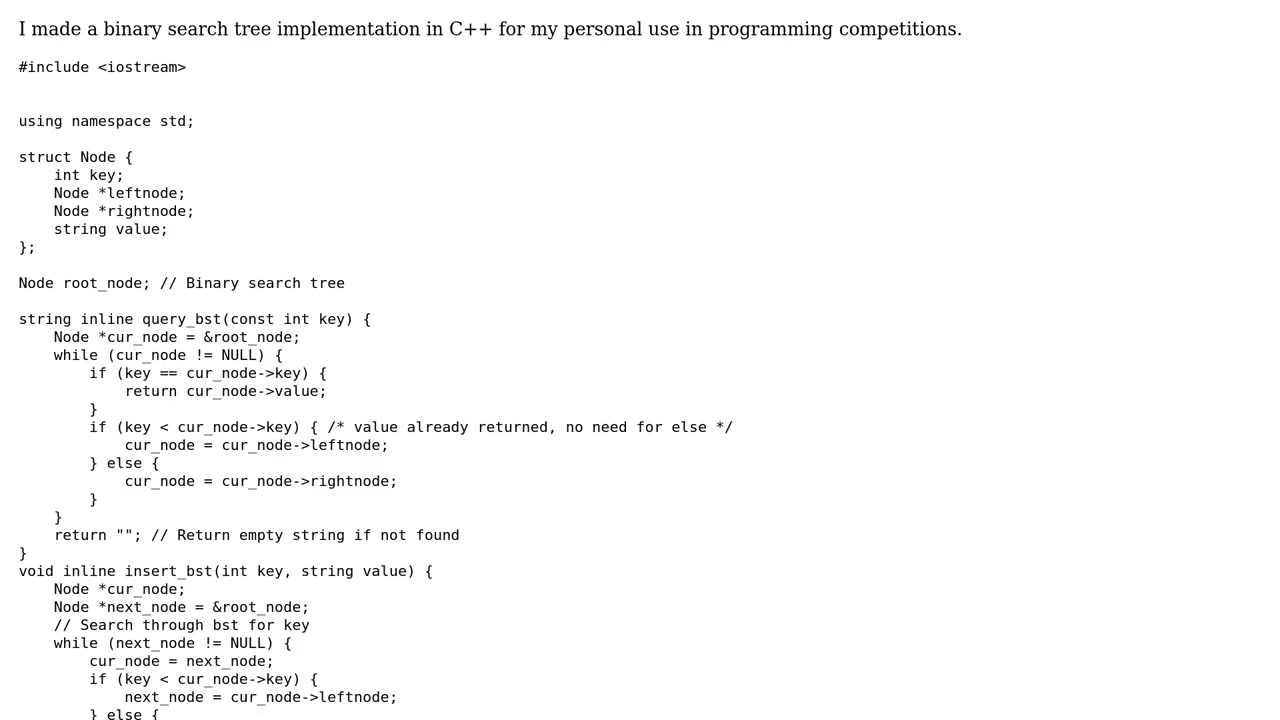 I made a binary search tree implementation in C++ for my personal use in programming competitions.
#include <iostream>
using namespace std;
struct Node {
    int key;
    Node *leftnode;
    Node *rightnode;
    string value;
};
Node root_node; // Binary search tree
string inline query_bst(const int key) {
    Node *cur_node = &root_node;
    while (cur_node != NULL) {
        if (key == cur_node->key) {
            return cur_node->value;
        }
        if (key < cur_node->key) { /* value already returned, no need for else */
            cur_node = cur_node->leftnode;
        } else {
            cur_node = cur_node->rightnode;
        }
    }
    return ""; // Return empty string if not found
}
void inline insert_bst(int key, string value) {
    Node *cur_node;
    Node *next_node = &root_node;
    // Search through bst for key
    while (next_node != NULL) {
        cur_node = next_node;
        if (key < cur_node->key) {
            next_node = cur_node->leftnode;
        } else {